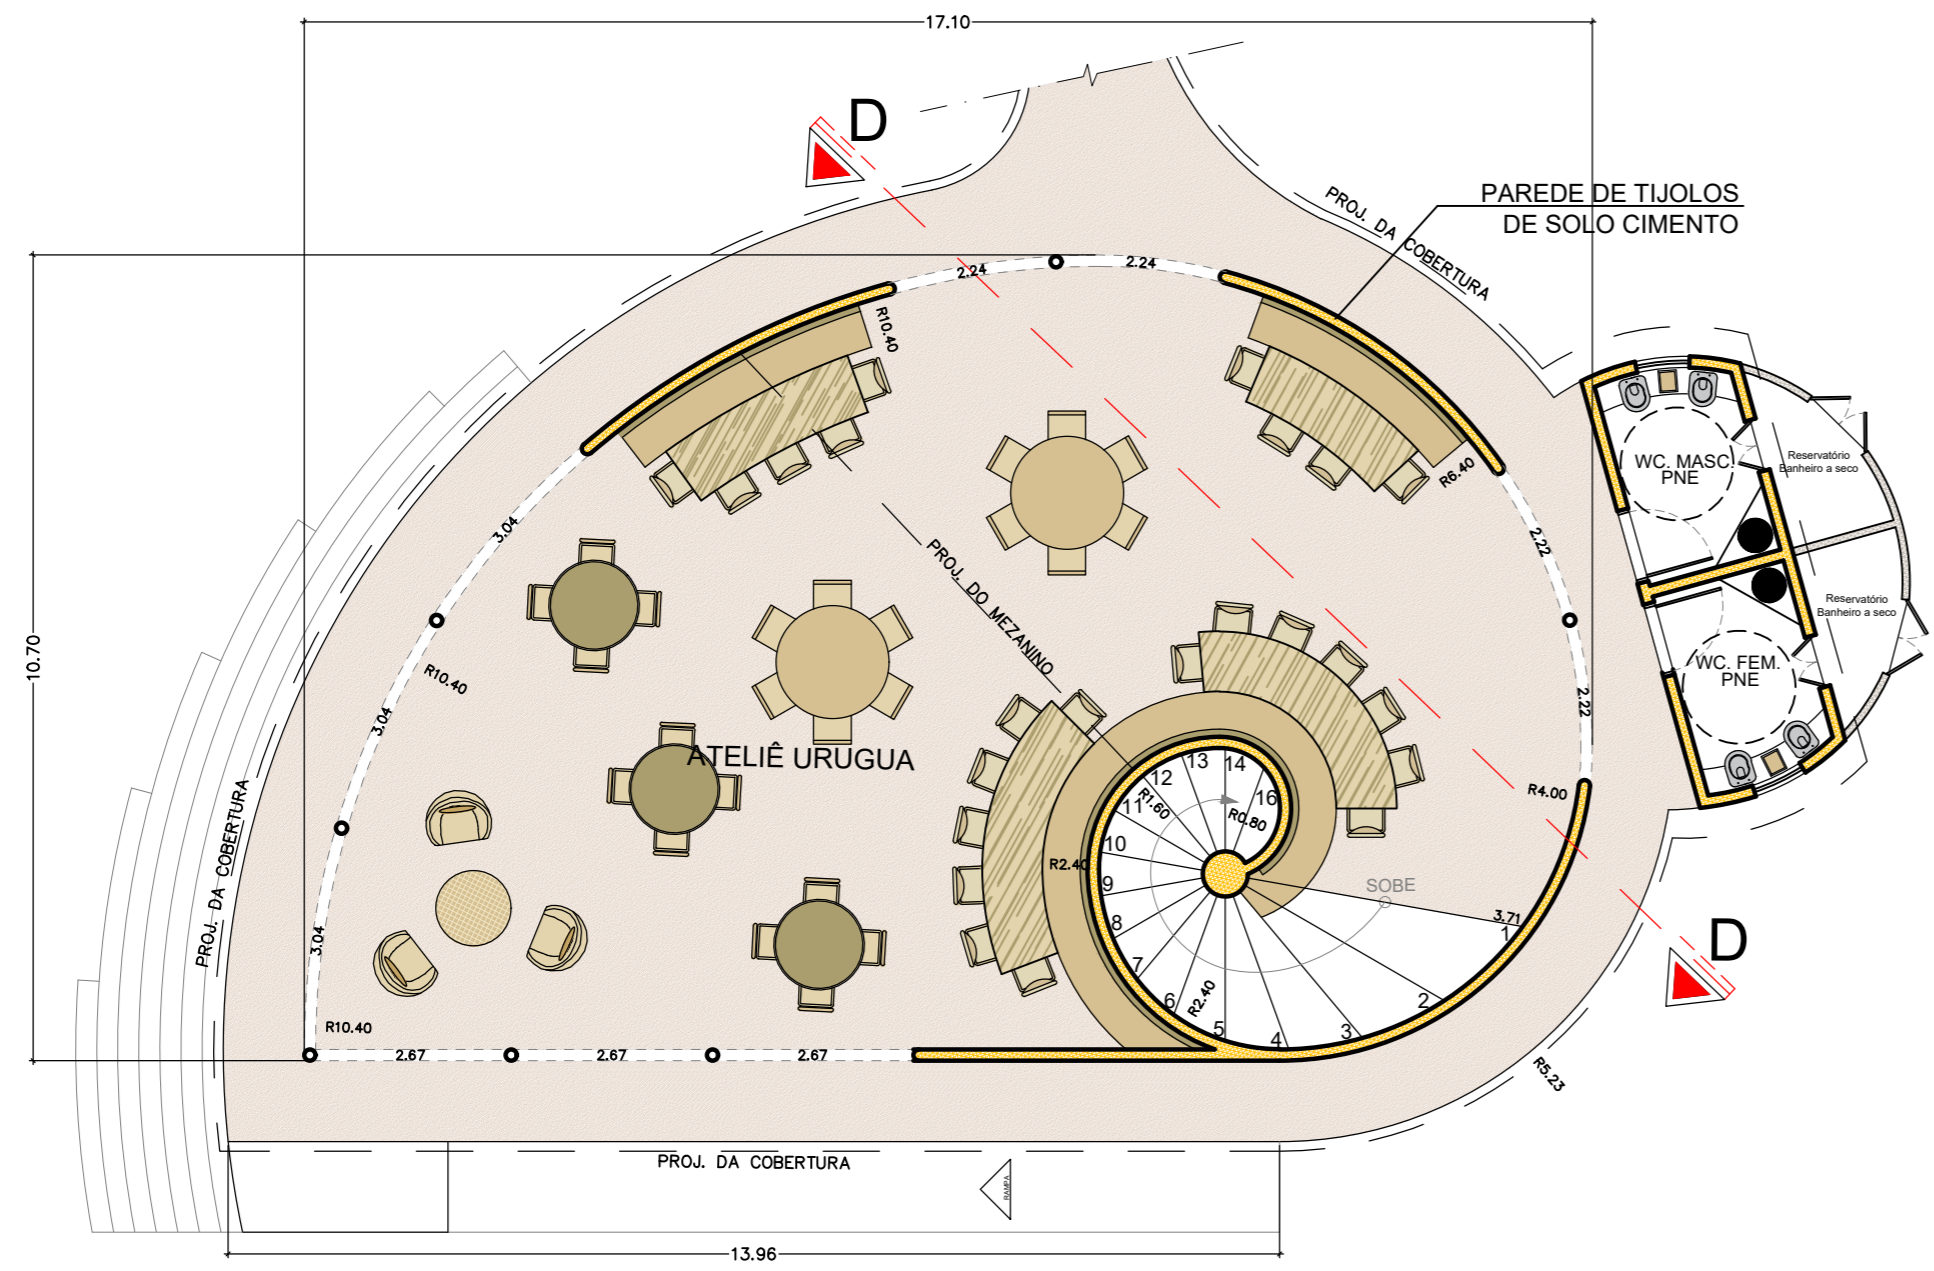 17.10
D
PAREDE DE TIJOLOS
DE SOLO CIMENTO
PROJ. DA COBERTURA
2.24
2.24
10.70
R10.40
R6.40
WC. MASC.
PNE
Reservatório
Banheiro a seco
3.04
2.22
PROJ. DO MEZANINO
Reservatório
Banheiro a seco
R10.40
WC. FEM.
PNE
3.04
2.22
ATELIÊ URUGUA
PROJ. DA COBERTURA
13
14
12
16
11
R1.60
R0.80
R4.00
10
R2.40
9
SOBE
8
3.71
1
3.04
D
7
6
R2.40
2
R10.40
5
4
3
2.67
2.67
2.67
R5.23
PROJ. DA COBERTURA
RAMPA
13.96